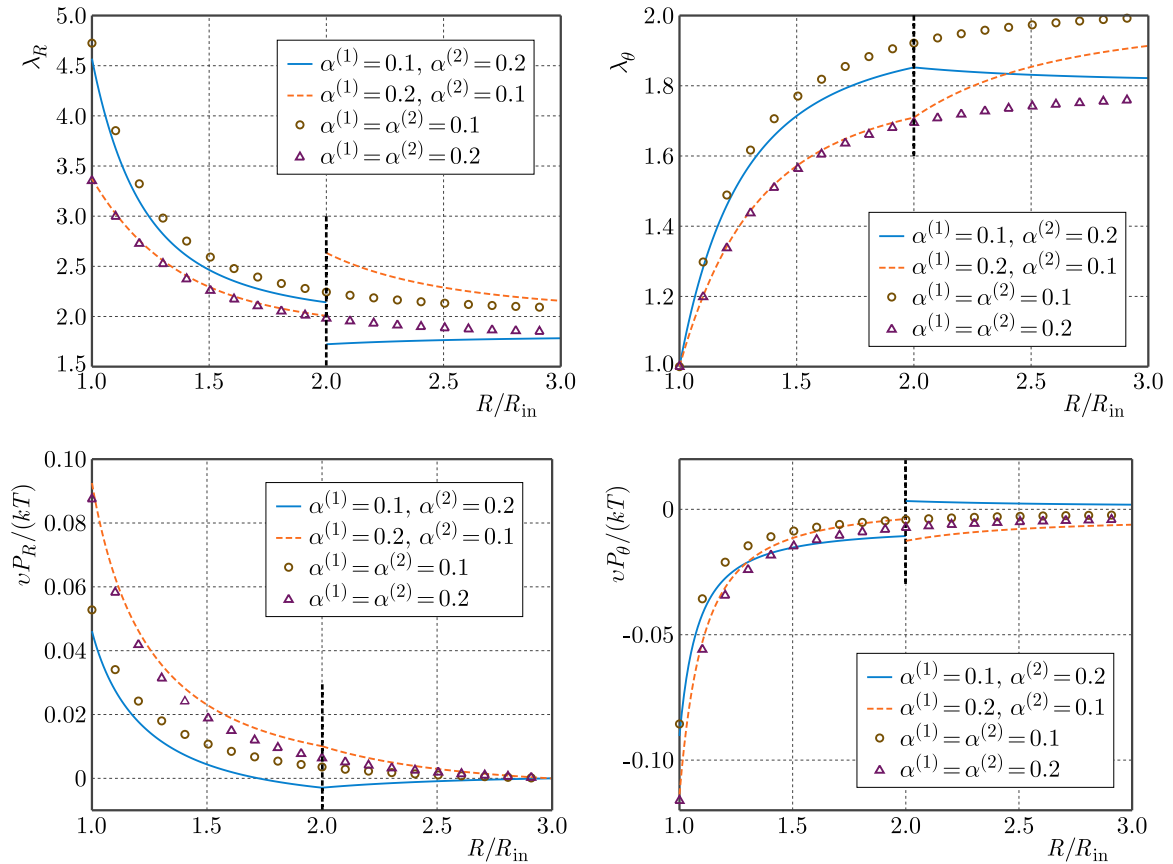 λ_R
5.0
4.5
4.0
3.5
3.0
2.5
2.0
1.5
1.0 1.5 2.0 2.5 3.0
R/R_in
α^(1)=0.1, α^(2)=0.2
α^(1)=0.2, α^(2)=0.1
α^(1)=α^(2)=0.1
α^(1)=α^(2)=0.2
λ_θ
2.0
1.8
1.6
1.4
1.2
1.0
1.0 1.5 2.0 2.5 3.0
R/R_in
α^(1)=0.1, α^(2)=0.2
α^(1)=0.2, α^(2)=0.1
α^(1)=α^(2)=0.1
α^(1)=α^(2)=0.2
vP_R/(kT)
0.10
0.08
0.06
0.04
0.02
0
1.0 1.5 2.0 2.5 3.0
R/R_in
α^(1)=0.1, α^(2)=0.2
α^(1)=0.2, α^(2)=0.1
α^(1)=α^(2)=0.1
α^(1)=α^(2)=0.2
vP_θ/(kT)
0
-0.05
-0.10
1.0 1.5 2.0 2.5 3.0
R/R_in
α^(1)=0.1, α^(2)=0.2
α^(1)=0.2, α^(2)=0.1
α^(1)=α^(2)=0.1
α^(1)=α^(2)=0.2